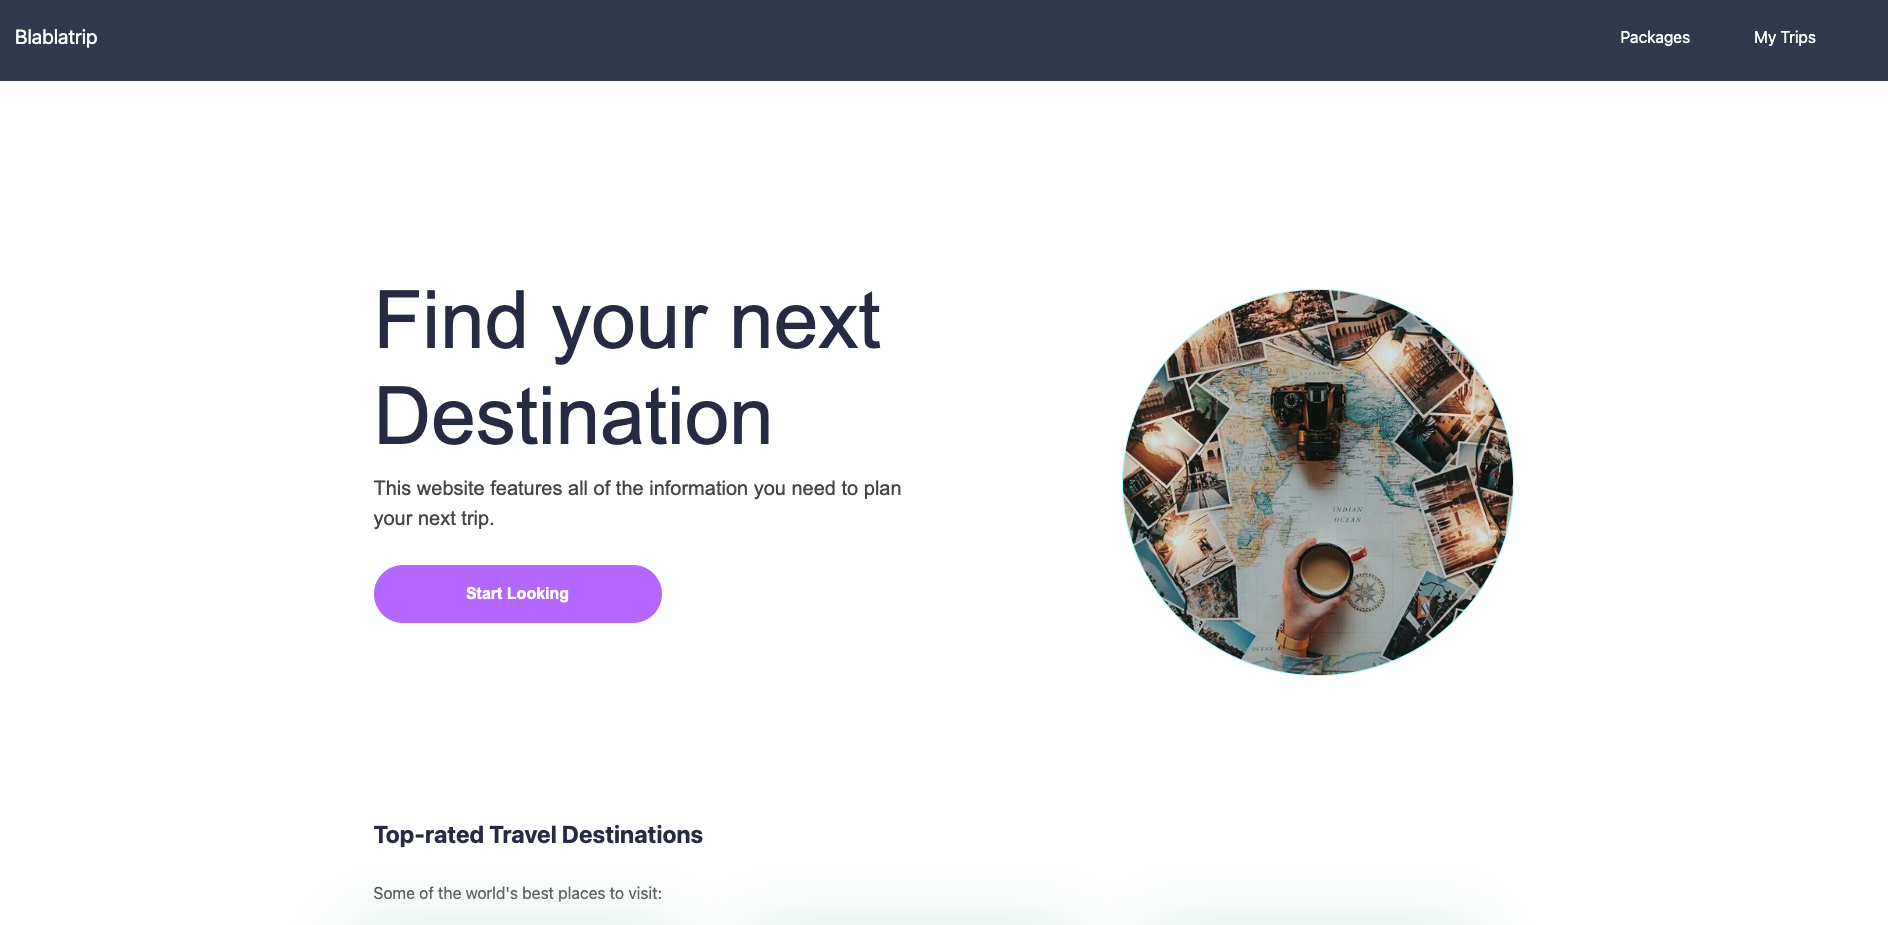 Blablatrip
Packages
My Trips
Find your next
Destination
This website features all of the information you need to plan
your next trip.
Start Looking
INDIAN
OCEAN
OCEAN
Top-rated Travel Destinations
Some of the world's best places to visit: